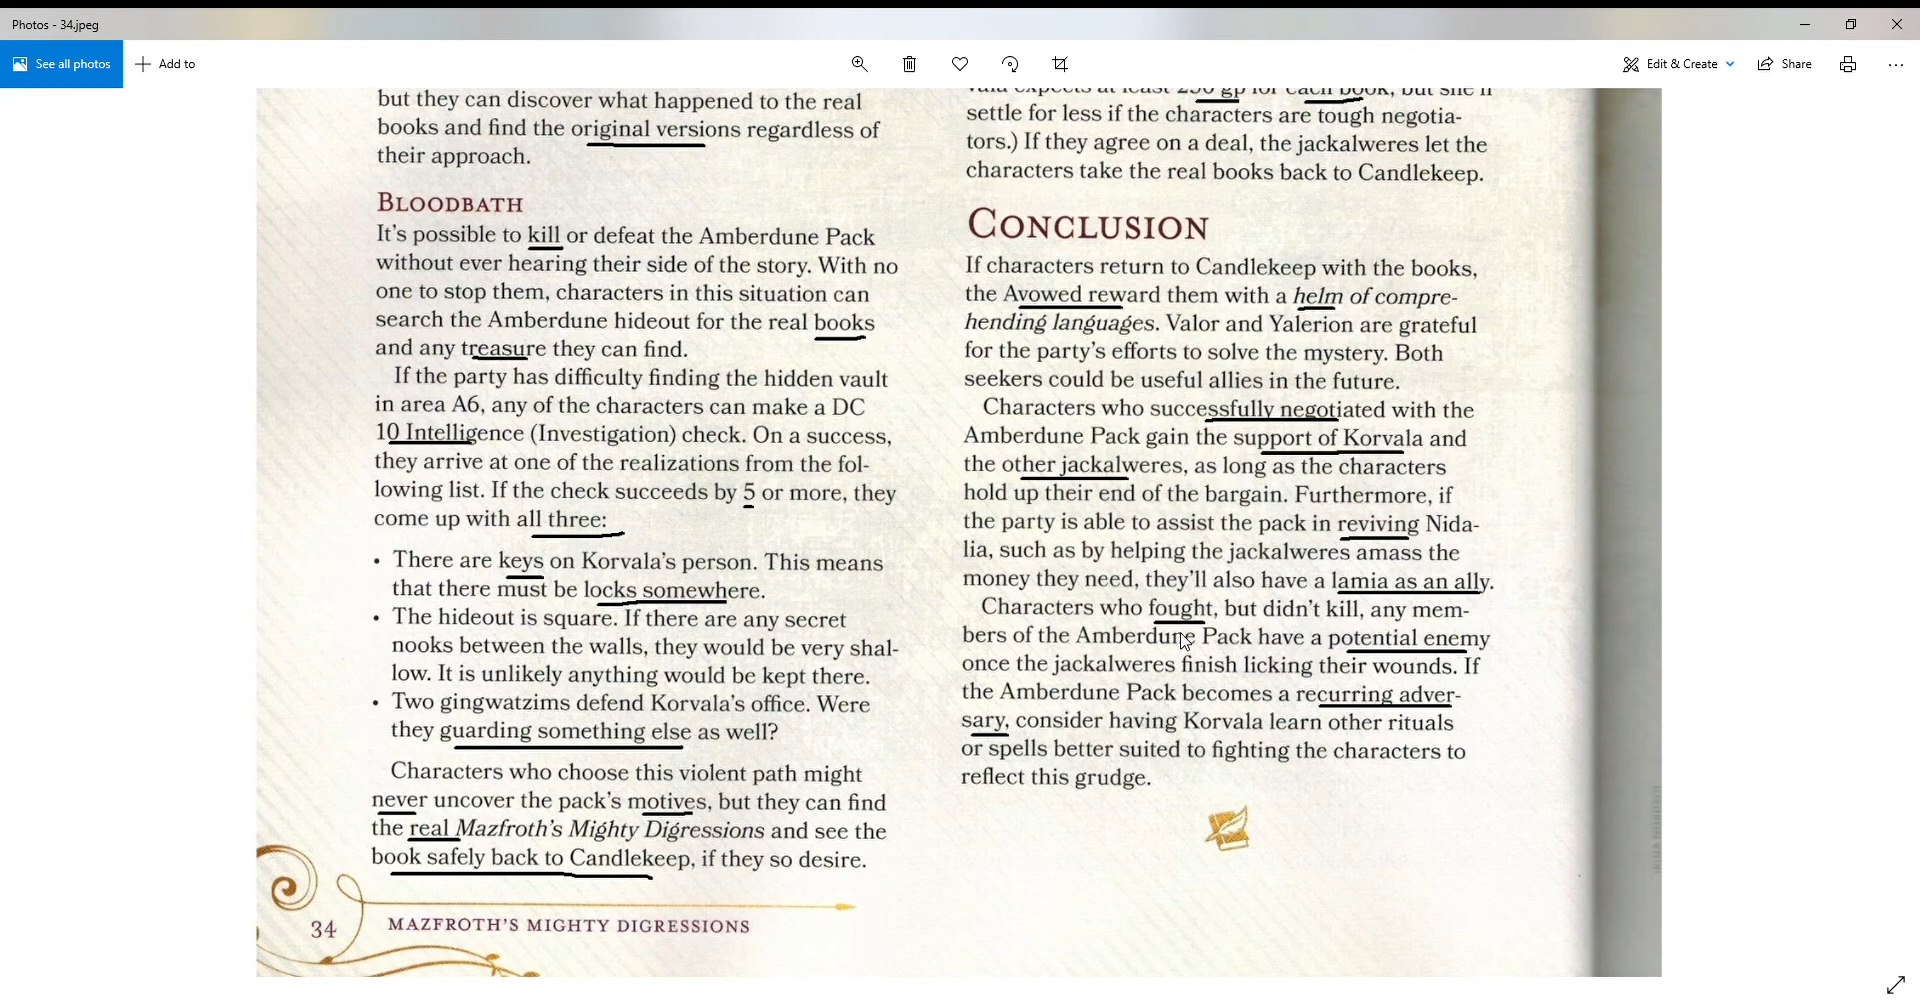 Photos - 34.jpeg
See all photos
Add to
Edit & Create
Share
but they can discover what happened to the real
books and find the original versions regardless of
their approach.
BLOODBATH
It's possible to kill or defeat the Amberdune Pack
without ever hearing their side of the story. With no
one to stop them, characters in this situation can
search the Amberdune hideout for the real books
and any treasure they can find.
If the party has difficulty finding the hidden vault
in area A6, any of the characters can make a DC
10 Intelligence (Investigation) check. On a success,
they arrive at one of the realizations from the fol-
lowing list. If the check succeeds by 5 or more, they
come up with all three:
• There are keys on Korvala's person. This means
that there must be locks somewhere.
• The hideout is square. If there are any secret
nooks between the walls, they would be very shal-
low. It is unlikely anything would be kept there.
• Two gingwatzims defend Korvala's office. Were
they guarding something else as well?
Characters who choose this violent path might
never uncover the pack's motives, but they can find
the real Mazfroth's Mighty Digressions and see the
book safely back to Candlekeep, if they so desire.
34 MAZFROTH'S MIGHTY DIGRESSIONS
vala expects at least 250 gp for each book, but she'll
settle for less if the characters are tough negotia-
tors.) If they agree on a deal, the jackalweres let the
characters take the real books back to Candlekeep.
CONCLUSION
If characters return to Candlekeep with the books,
the Avowed reward them with a helm of compre-
hending languages. Valor and Yalerion are grateful
for the party's efforts to solve the mystery. Both
seekers could be useful allies in the future.
Characters who successfully negotiated with the
Amberdune Pack gain the support of Korvala and
the other jackalweres, as long as the characters
hold up their end of the bargain. Furthermore, if
the party is able to assist the pack in reviving Nida-
lia, such as by helping the jackalweres amass the
money they need, they'll also have a lamia as an ally.
Characters who fought, but didn't kill, any mem-
bers of the Amberdune Pack have a potential enemy
once the jackalweres finish licking their wounds. If
the Amberdune Pack becomes a recurring adver-
sary, consider having Korvala learn other rituals
or spells better suited to fighting the characters to
reflect this grudge.